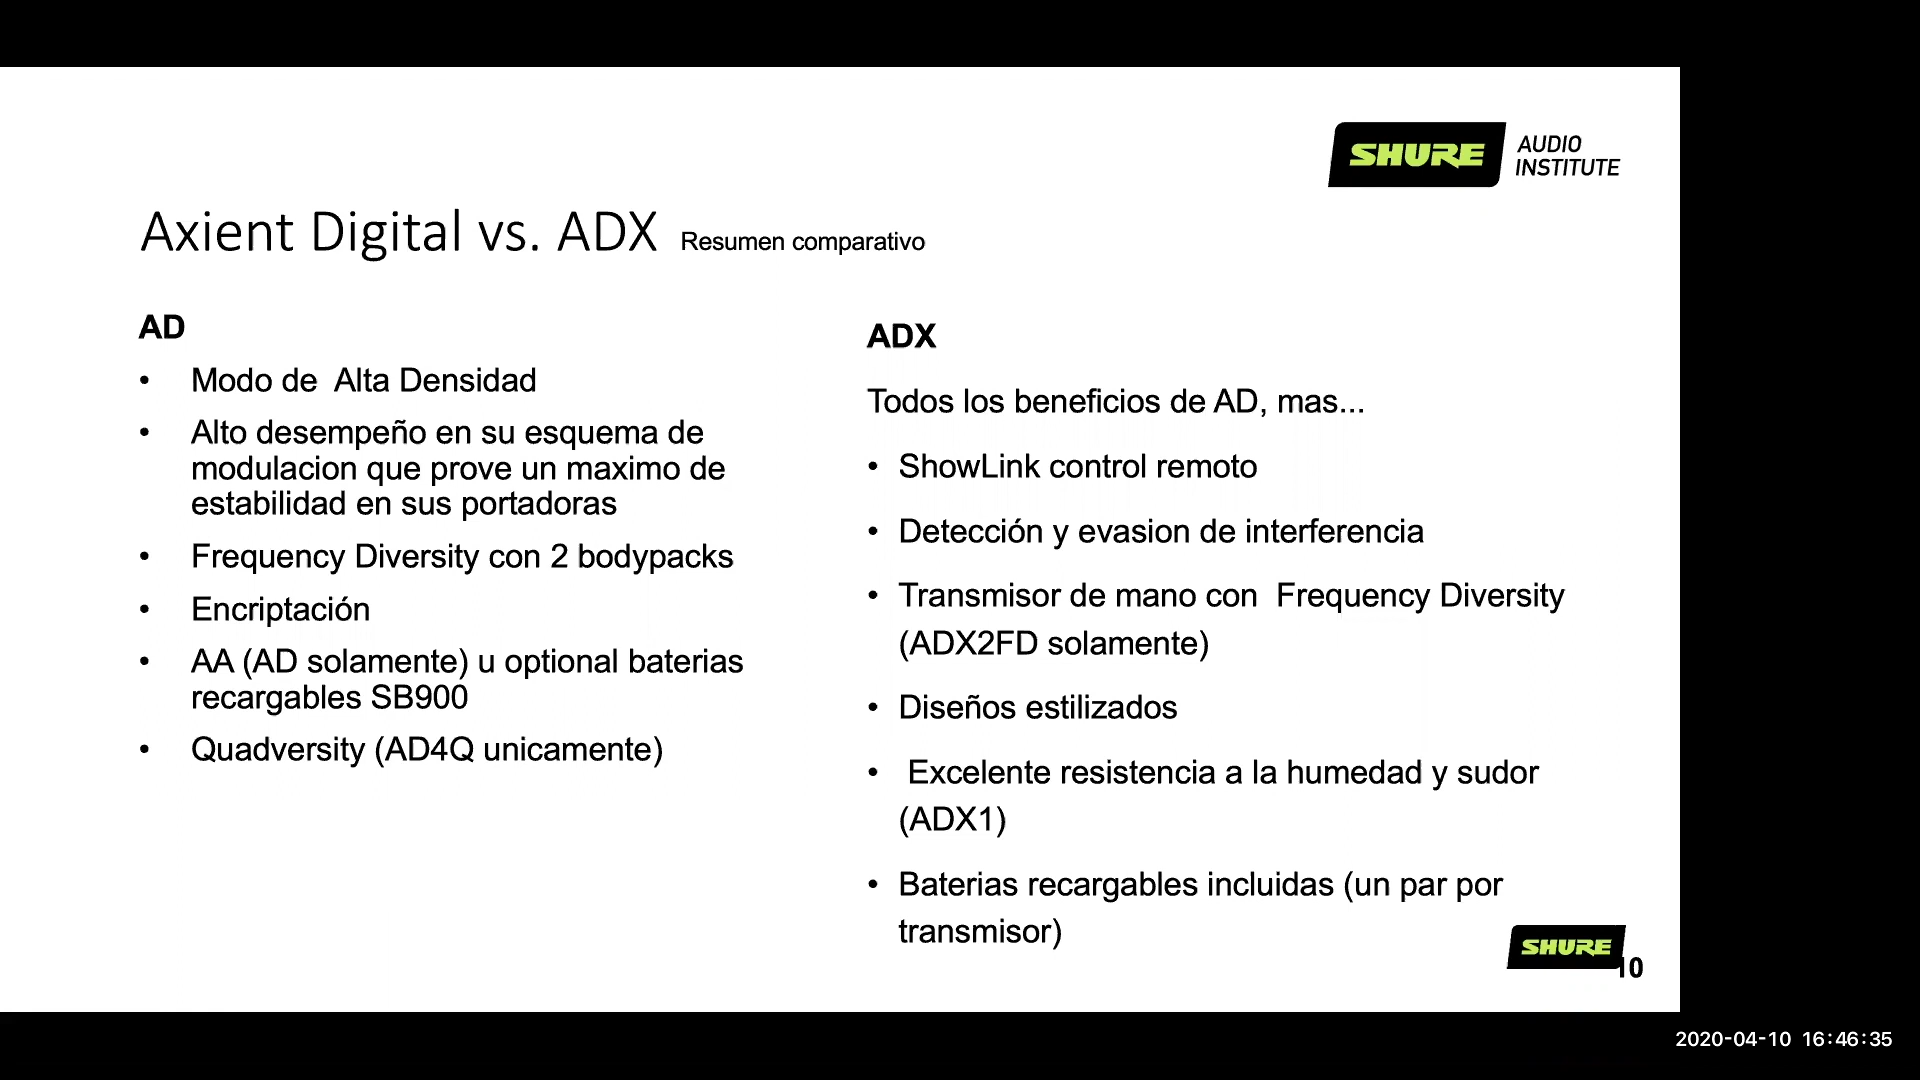 SHURE
AUDIO
INSTITUTE
Axient Digital vs. ADX Resumen comparativo
AD
• Modo de Alta Densidad
• Alto desempeño en su esquema de
modulacion que prove un maximo de
estabilidad en sus portadoras
• Frequency Diversity con 2 bodypacks
• Encriptación
• AA (AD solamente) u optional baterias
recargables SB900
• Quadversity (AD4Q unicamente)
ADX
Todos los beneficios de AD, mas...
• ShowLink control remoto
• Detección y evasion de interferencia
• Transmisor de mano con Frequency Diversity
(ADX2FD solamente)
• Diseños estilizados
• Excelente resistencia a la humedad y sudor
(ADX1)
• Baterias recargables incluidas (un par por
transmisor)
SHURE
10
2020-04-10 16:46:35